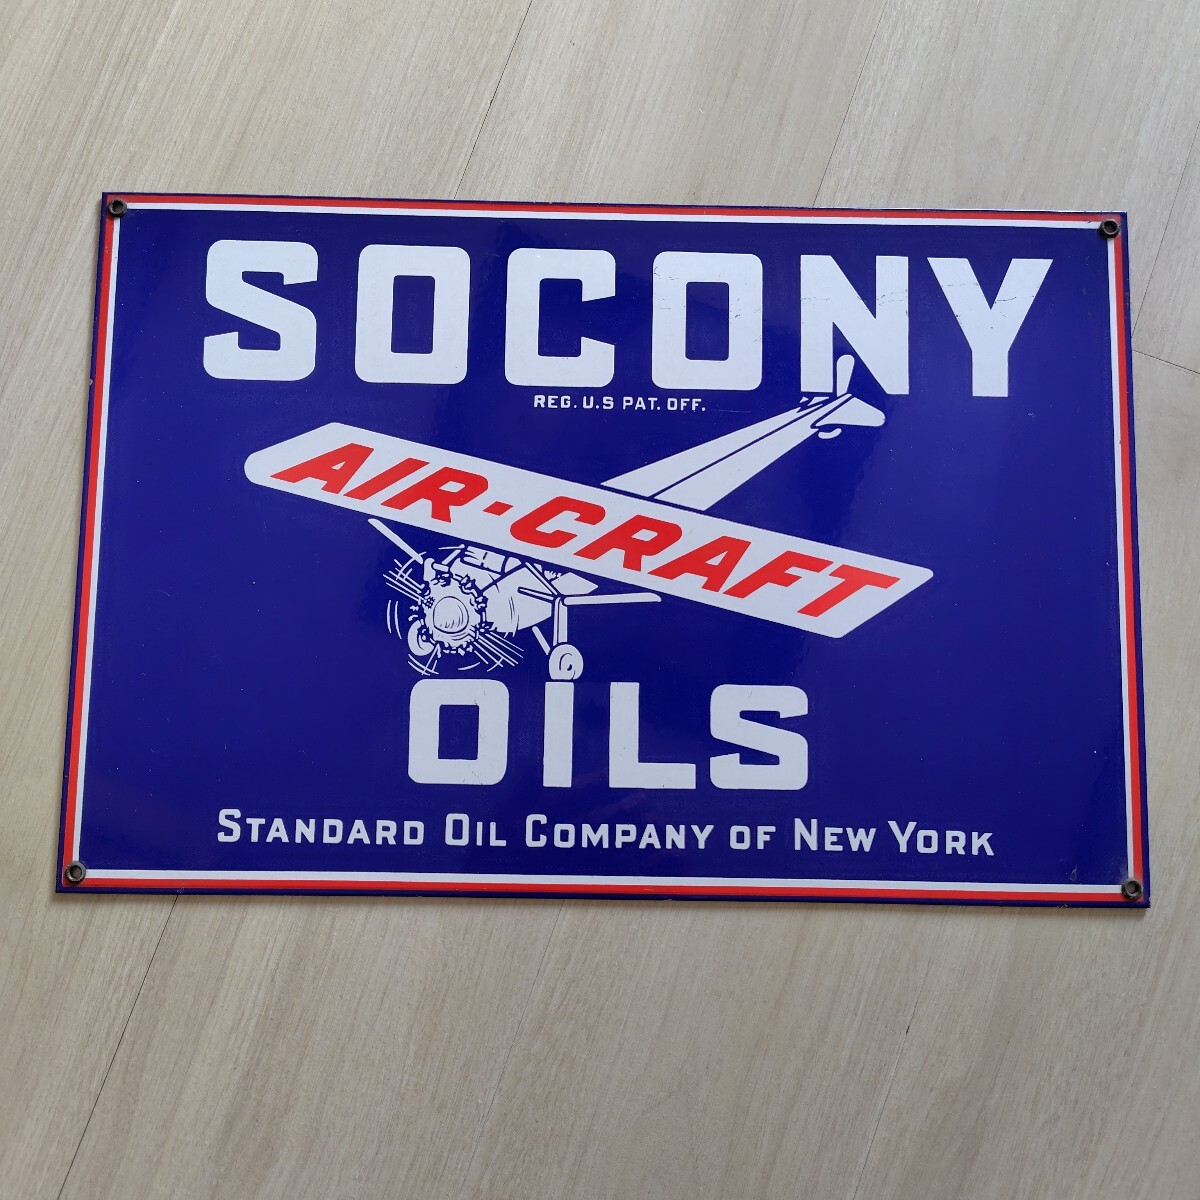 SOCONY
REG. U.S PAT. OFF.
AIR·CRAFT
OILS
STANDARD OIL COMPANY OF NEW YORK